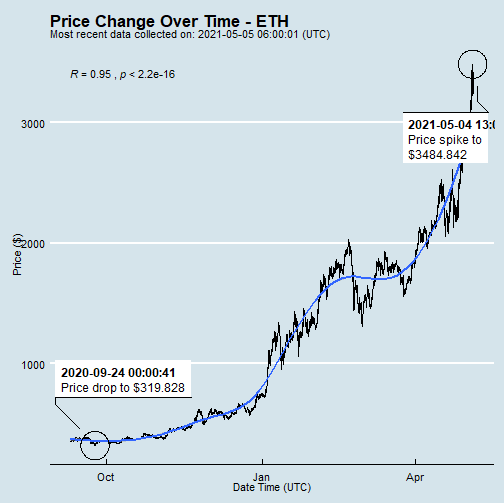 Price Change Over Time - ETH
Most recent data collected on: 2021-05-05 06:00:01 (UTC)
R = 0.95 , p < 2.2e-16
3000
2021-05-04 13:0
Price spike to
$3484.842
2000
Price ($)
1000
2020-09-24 00:00:41
Price drop to $319.828
Oct
Jan
Apr
Date Time (UTC)